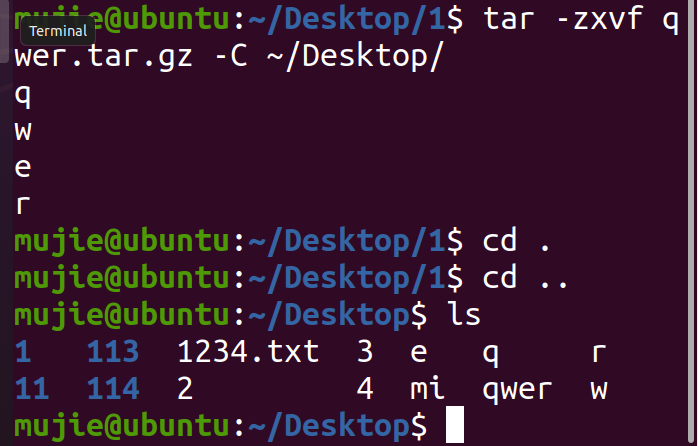 mujie@ubuntu:~/Desktop/1$ tar -zxvf q
Terminal
wer.tar.gz -C ~/Desktop/
q
w
e
r
mujie@ubuntu:~/Desktop/1$ cd .
mujie@ubuntu:~/Desktop/1$ cd ..
mujie@ubuntu:~/Desktop$ ls
1 113 1234.txt 3 e q r
11 114 2 4 mi qwer w
mujie@ubuntu:~/Desktop$